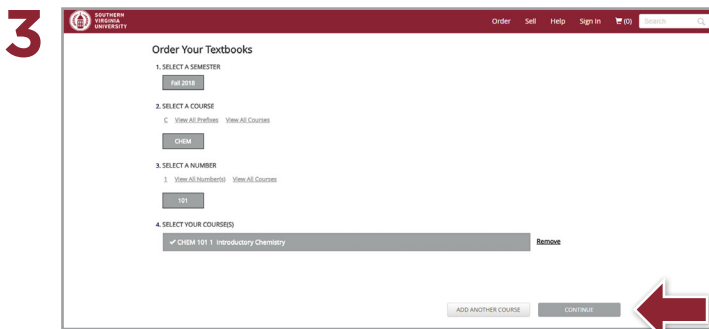 3
SOUTHERN
VIRGINIA
UNIVERSITY
Order Sell Help Sign In (0) Search
Order Your Textbooks
1. SELECT A SEMESTER
Fall 2018
2. SELECT A COURSE
C View All Prefixes View All Courses
CHEM
3. SELECT A NUMBER
1 View All Number(s) View All Courses
101
4. SELECT YOUR COURSE(S)
✔ CHEM 101 1 Introductory Chemistry Remove
ADD ANOTHER COURSE CONTINUE